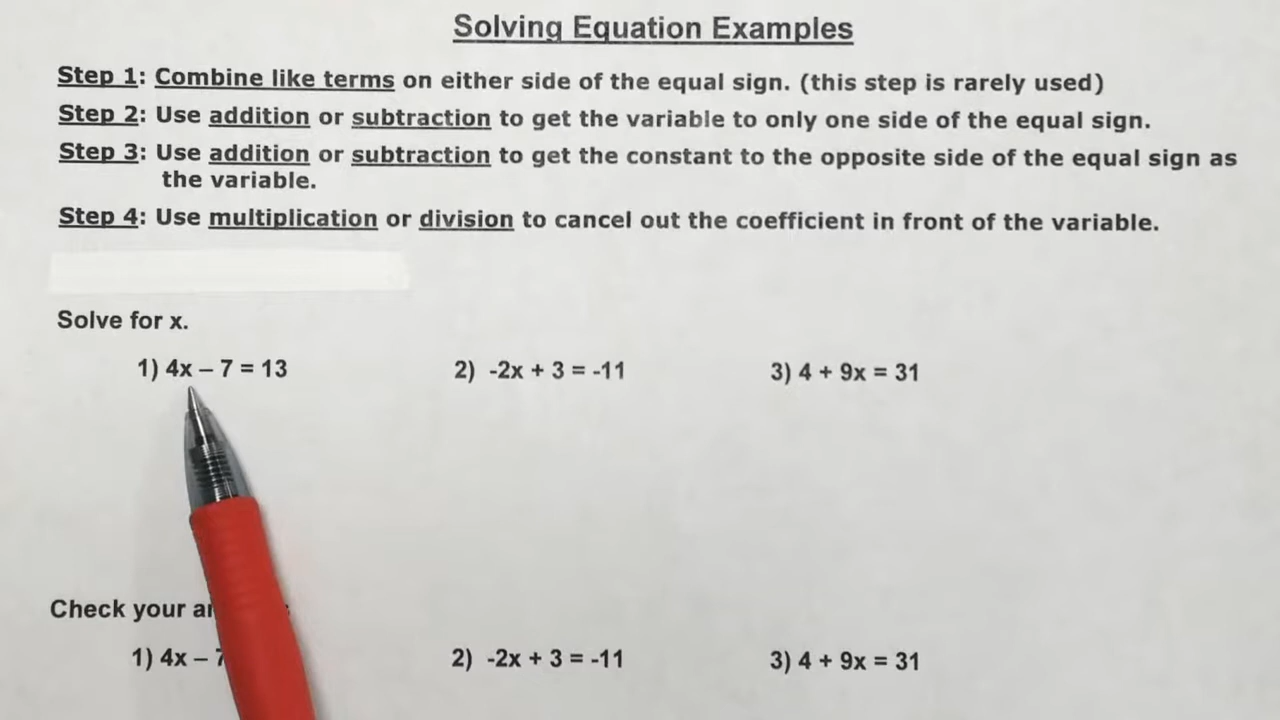 Solving Equation Examples
Step 1: Combine like terms on either side of the equal sign. (this step is rarely used)
Step 2: Use addition or subtraction to get the variable to only one side of the equal sign.
Step 3: Use addition or subtraction to get the constant to the opposite side of the equal sign as
the variable.
Step 4: Use multiplication or division to cancel out the coefficient in front of the variable.
Solve for x.
1) 4x – 7 = 13 2) -2x + 3 = -11 3) 4 + 9x = 31
Check your
1) 4x – 2) -2x + 3 = -11 3) 4 + 9x = 31